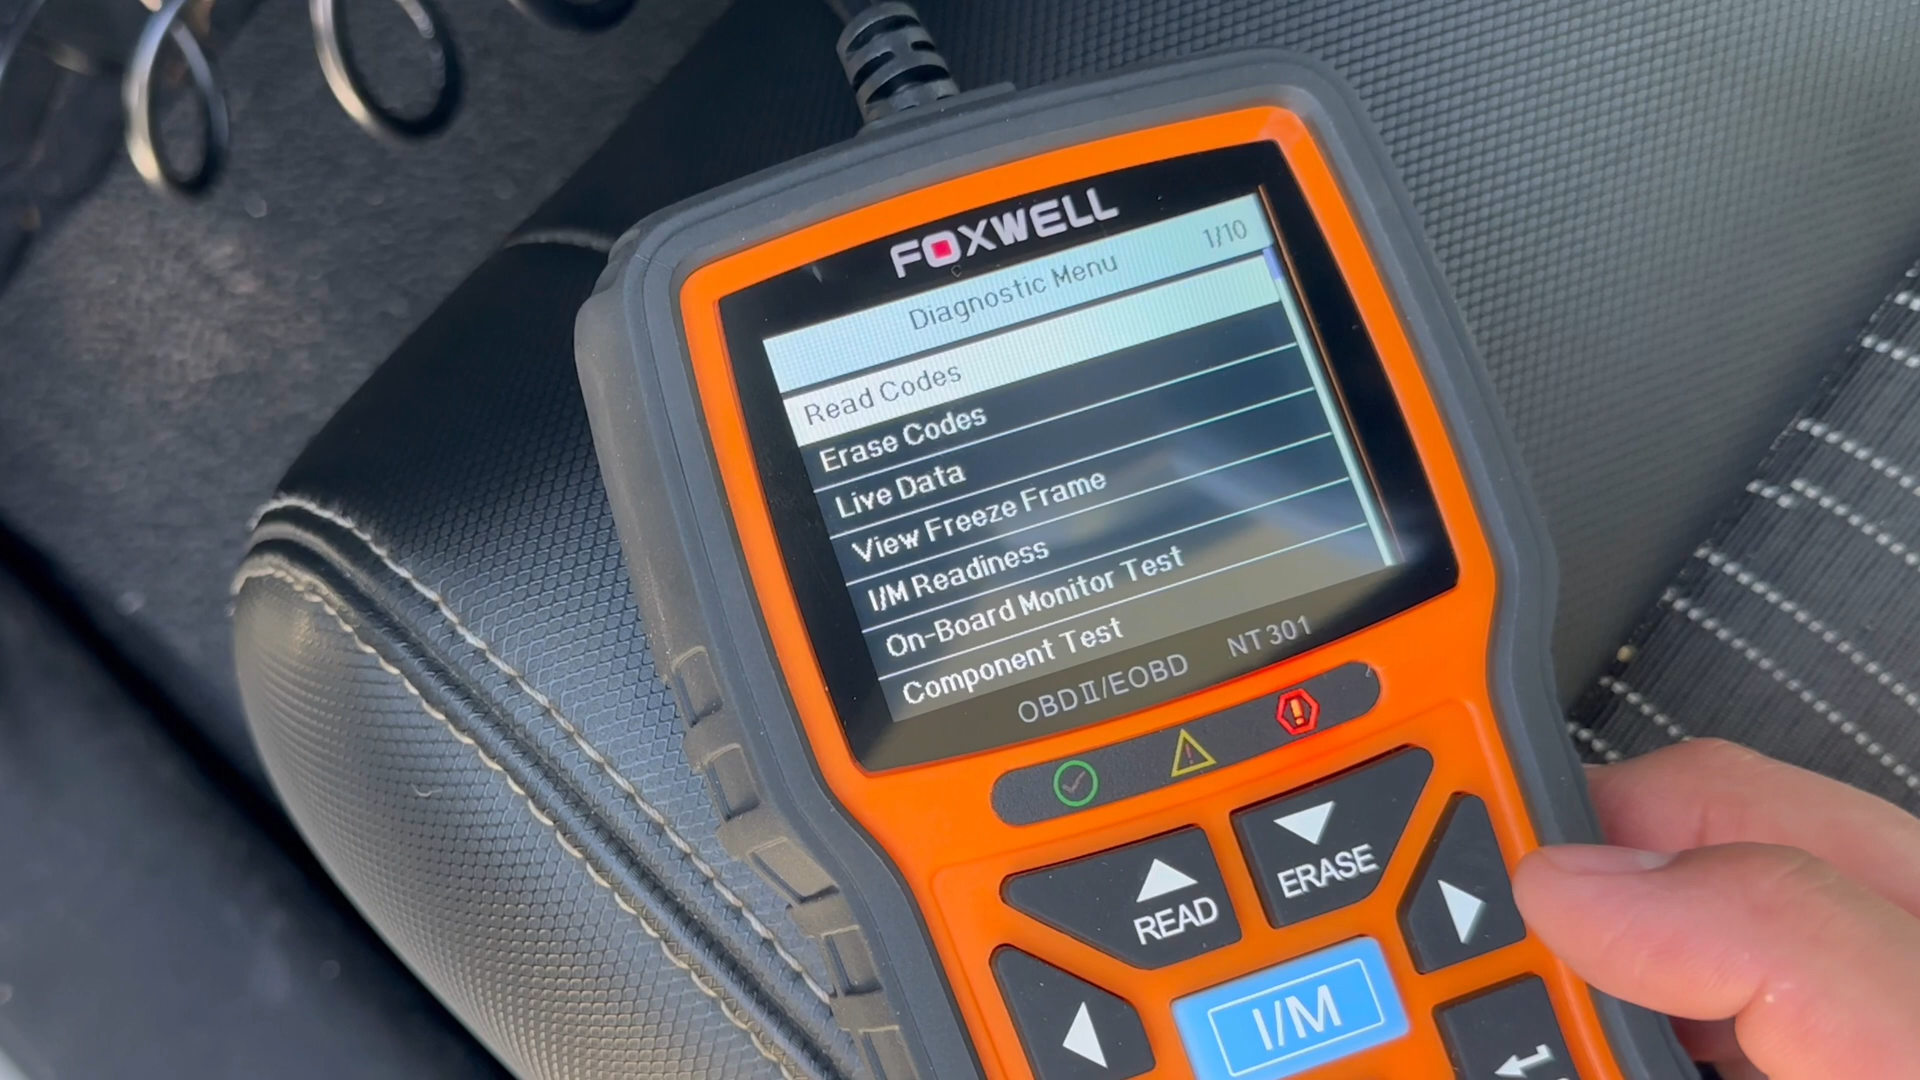 FOXWELL
Diagnostic Menu 1/10
Read Codes
Erase Codes
Live Data
View Freeze Frame
I/M Readiness
On-Board Monitor Test
Component Test
OBDII/EOBD NT301
READ
ERASE
I/M